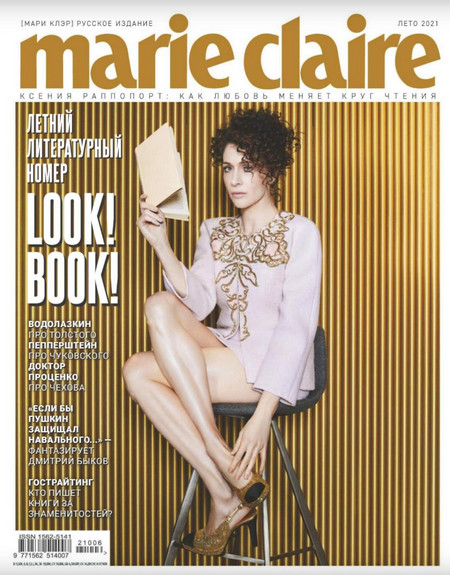 [МАРИ КЛЭР] РУССКОЕ ИЗДАНИЕ
ЛЕТО 2021
marie claire
КСЕНИЯ РАППОПОРТ: КАК ЛЮБОВЬ МЕНЯЕТ КРУГ ЧТЕНИЯ
ЛЕТНИЙ
ЛИТЕРАТУРНЫЙ
НОМЕР
LOOK!
BOOK!
ВОДОЛАЗКИН
ПРО ТОЛСТОГО
ПЕППЕРШТЕЙН
ПРО ЧУКОВСКОГО
ДОКТОР
ПРОЦЕНКО
ПРО ЧЕХОВА
«ЕСЛИ БЫ
ПУШКИН
ЗАЩИЩАЛ
НАВАЛЬНОГО...» —
ФАНТАЗИРУЕТ
ДМИТРИЙ БЫКОВ
ГОСТРАЙТИНГ
КТО ПИШЕТ
КНИГИ ЗА
ЗНАМЕНИТОСТЕЙ?
ISSN 1562-5141
21006
9 771562 514007